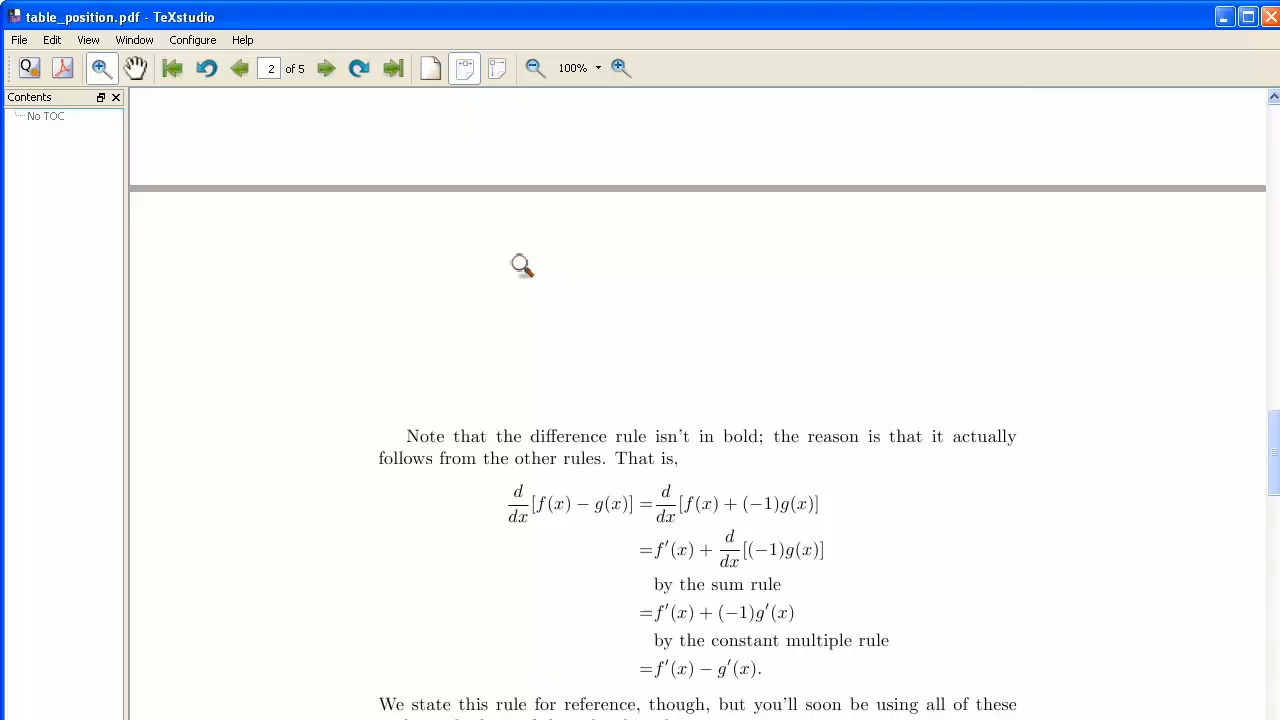 table_position.pdf - TeXstudio
File Edit View Window Configure Help
2 of 5 100%
Contents
No TOC
Note that the difference rule isn't in bold; the reason is that it actually
follows from the other rules. That is,
d/dx[f(x) − g(x)] = d/dx[f(x) + (−1)g(x)]
=f′(x) + d/dx[(−1)g(x)]
by the sum rule
=f′(x) + (−1)g′(x)
by the constant multiple rule
=f′(x) − g′(x).
We state this rule for reference, though, but you'll soon be using all of these